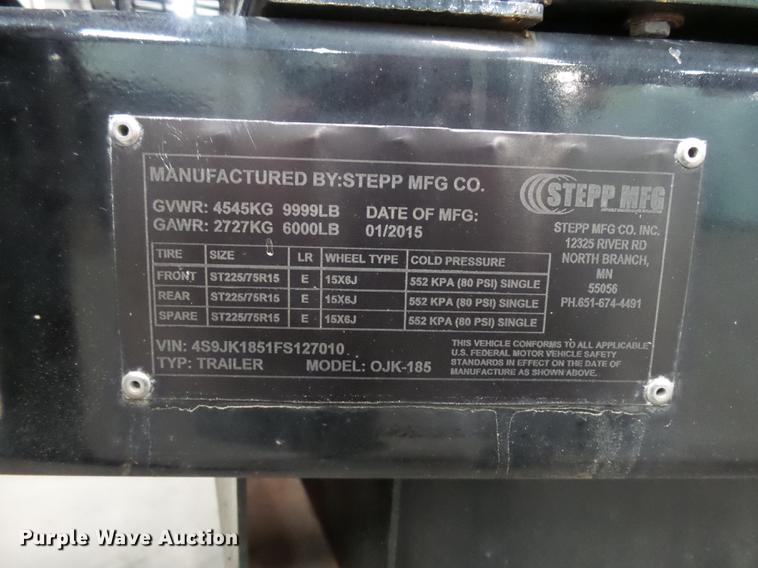 MANUFACTURED BY:STEPP MFG CO.
STEPP MFG
GVWR: 4545KG 9999LB DATE OF MFG:
GAWR: 2727KG 6000LB 01/2015
STEPP MFG CO. INC.
12325 RIVER RD
NORTH BRANCH,
MN
55056
PH.651-674-4491
TIRE SIZE LR WHEEL TYPE COLD PRESSURE
FRONT ST225/75R15 E 15X6J 552 KPA (80 PSI) SINGLE
REAR ST225/75R15 E 15X6J 552 KPA (80 PSI) SINGLE
SPARE ST225/75R15 E 15X6J 552 KPA (80 PSI) SINGLE
VIN: 4S9JK1851FS127010
TYP: TRAILER MODEL: OJK-185
THIS VEHICLE CONFORMS TO ALL APPLICABLE
U.S. FEDERAL MOTOR VEHICLE SAFETY
STANDARDS IN EFFECT ON THE DATE OF
MANUFACTURE AS SHOWN ABOVE.
Purple Wave Auction